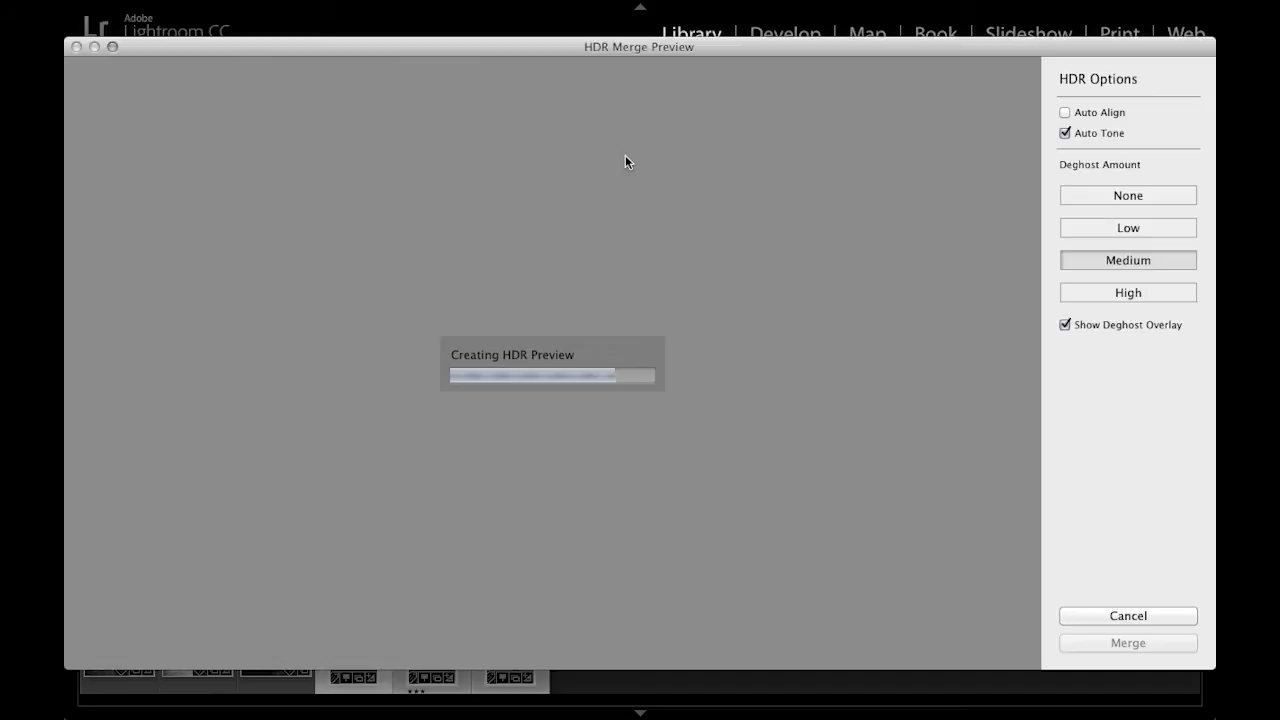 Lr
Adobe
Lightroom CC
Library | Develop | Map | Book | Slideshow | Print | Web
HDR Merge Preview
HDR Options
Auto Align
Auto Tone
Deghost Amount
None
Low
Medium
High
Show Deghost Overlay
Creating HDR Preview
Cancel
Merge